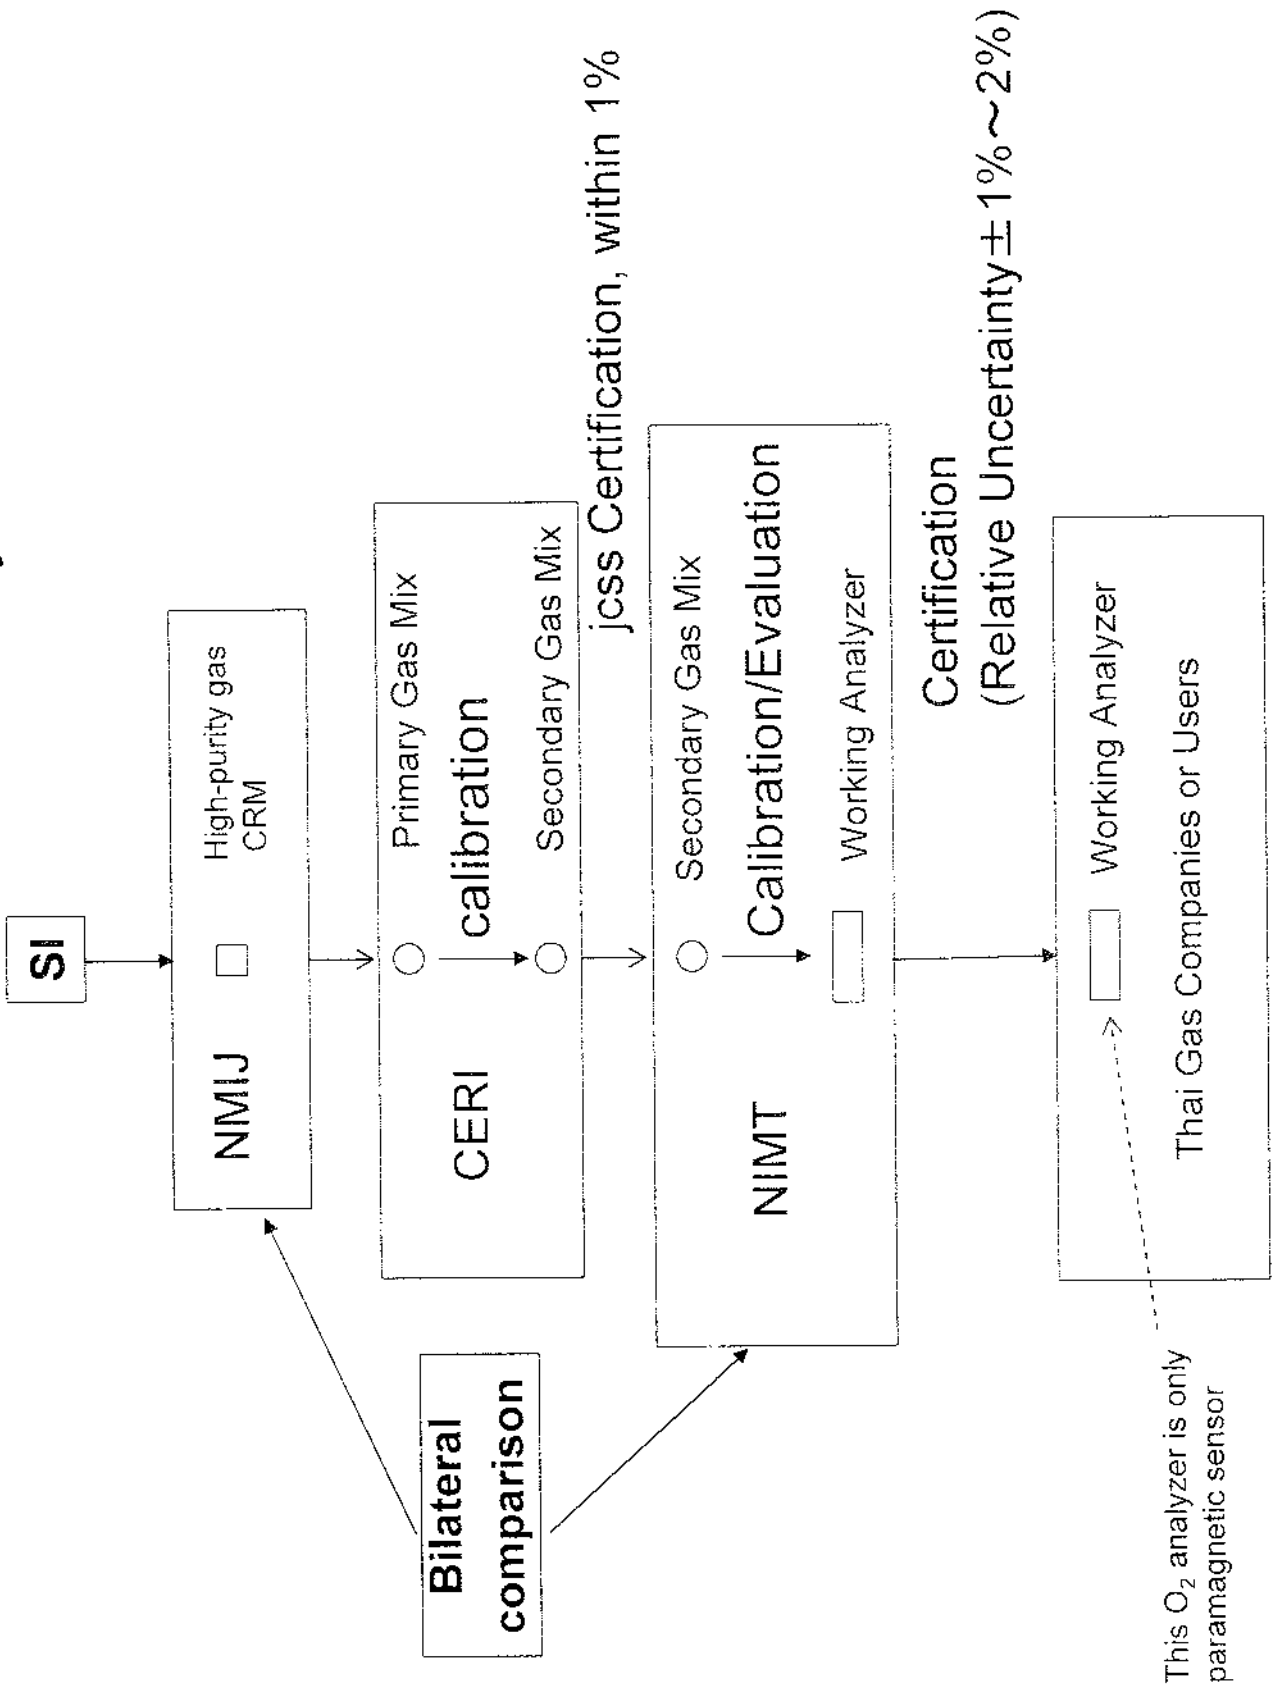 SI
NMIJ
High-purity gas
CRM
CERI
Primary Gas Mix
calibration
Secondary Gas Mix
jcss Certification, within 1%
Bilateral
comparison
NIMT
Secondary Gas Mix
Calibration/Evaluation
Working Analyzer
Certification
(Relative Uncertainty±1%～2%)
Working Analyzer
Thai Gas Companies or Users
This O₂ analyzer is only
paramagnetic sensor